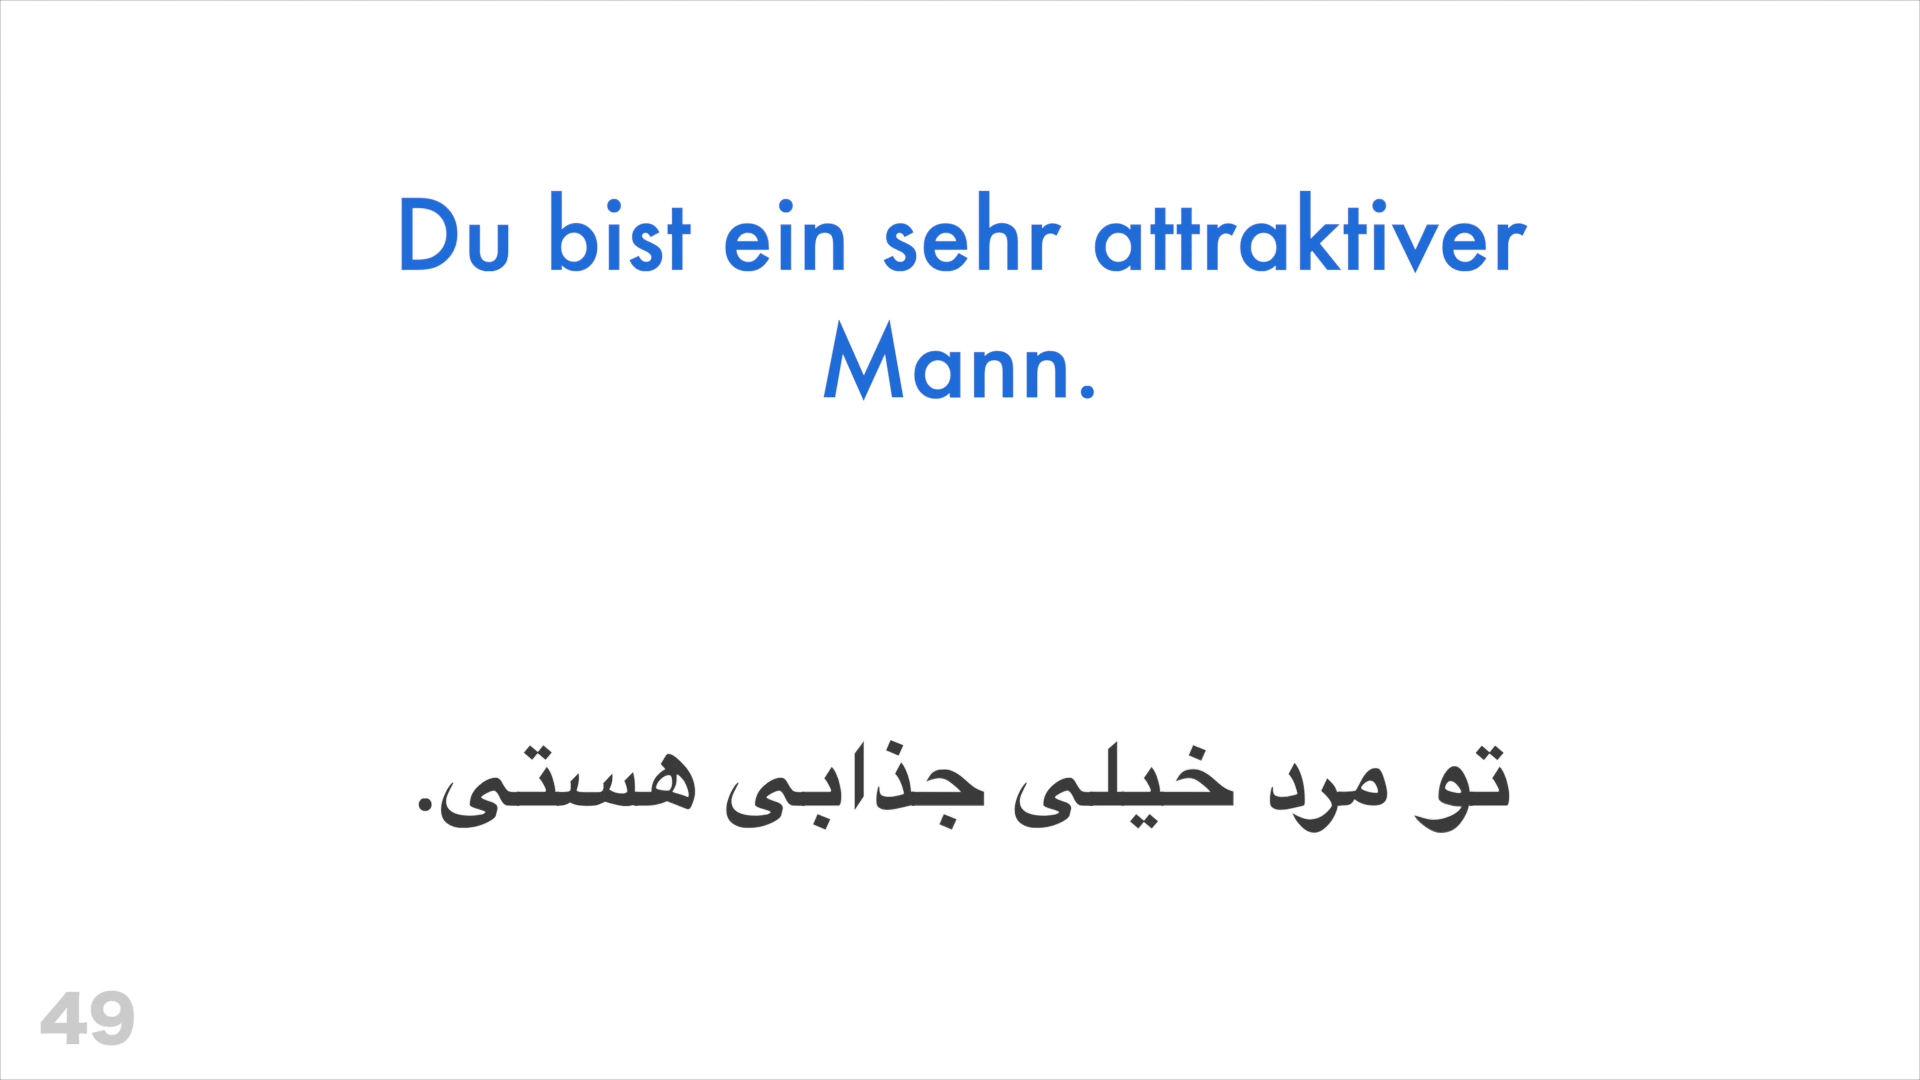 Du bist ein sehr attraktiver
Mann.
تو مرد خیلی جذابی هستی.
49